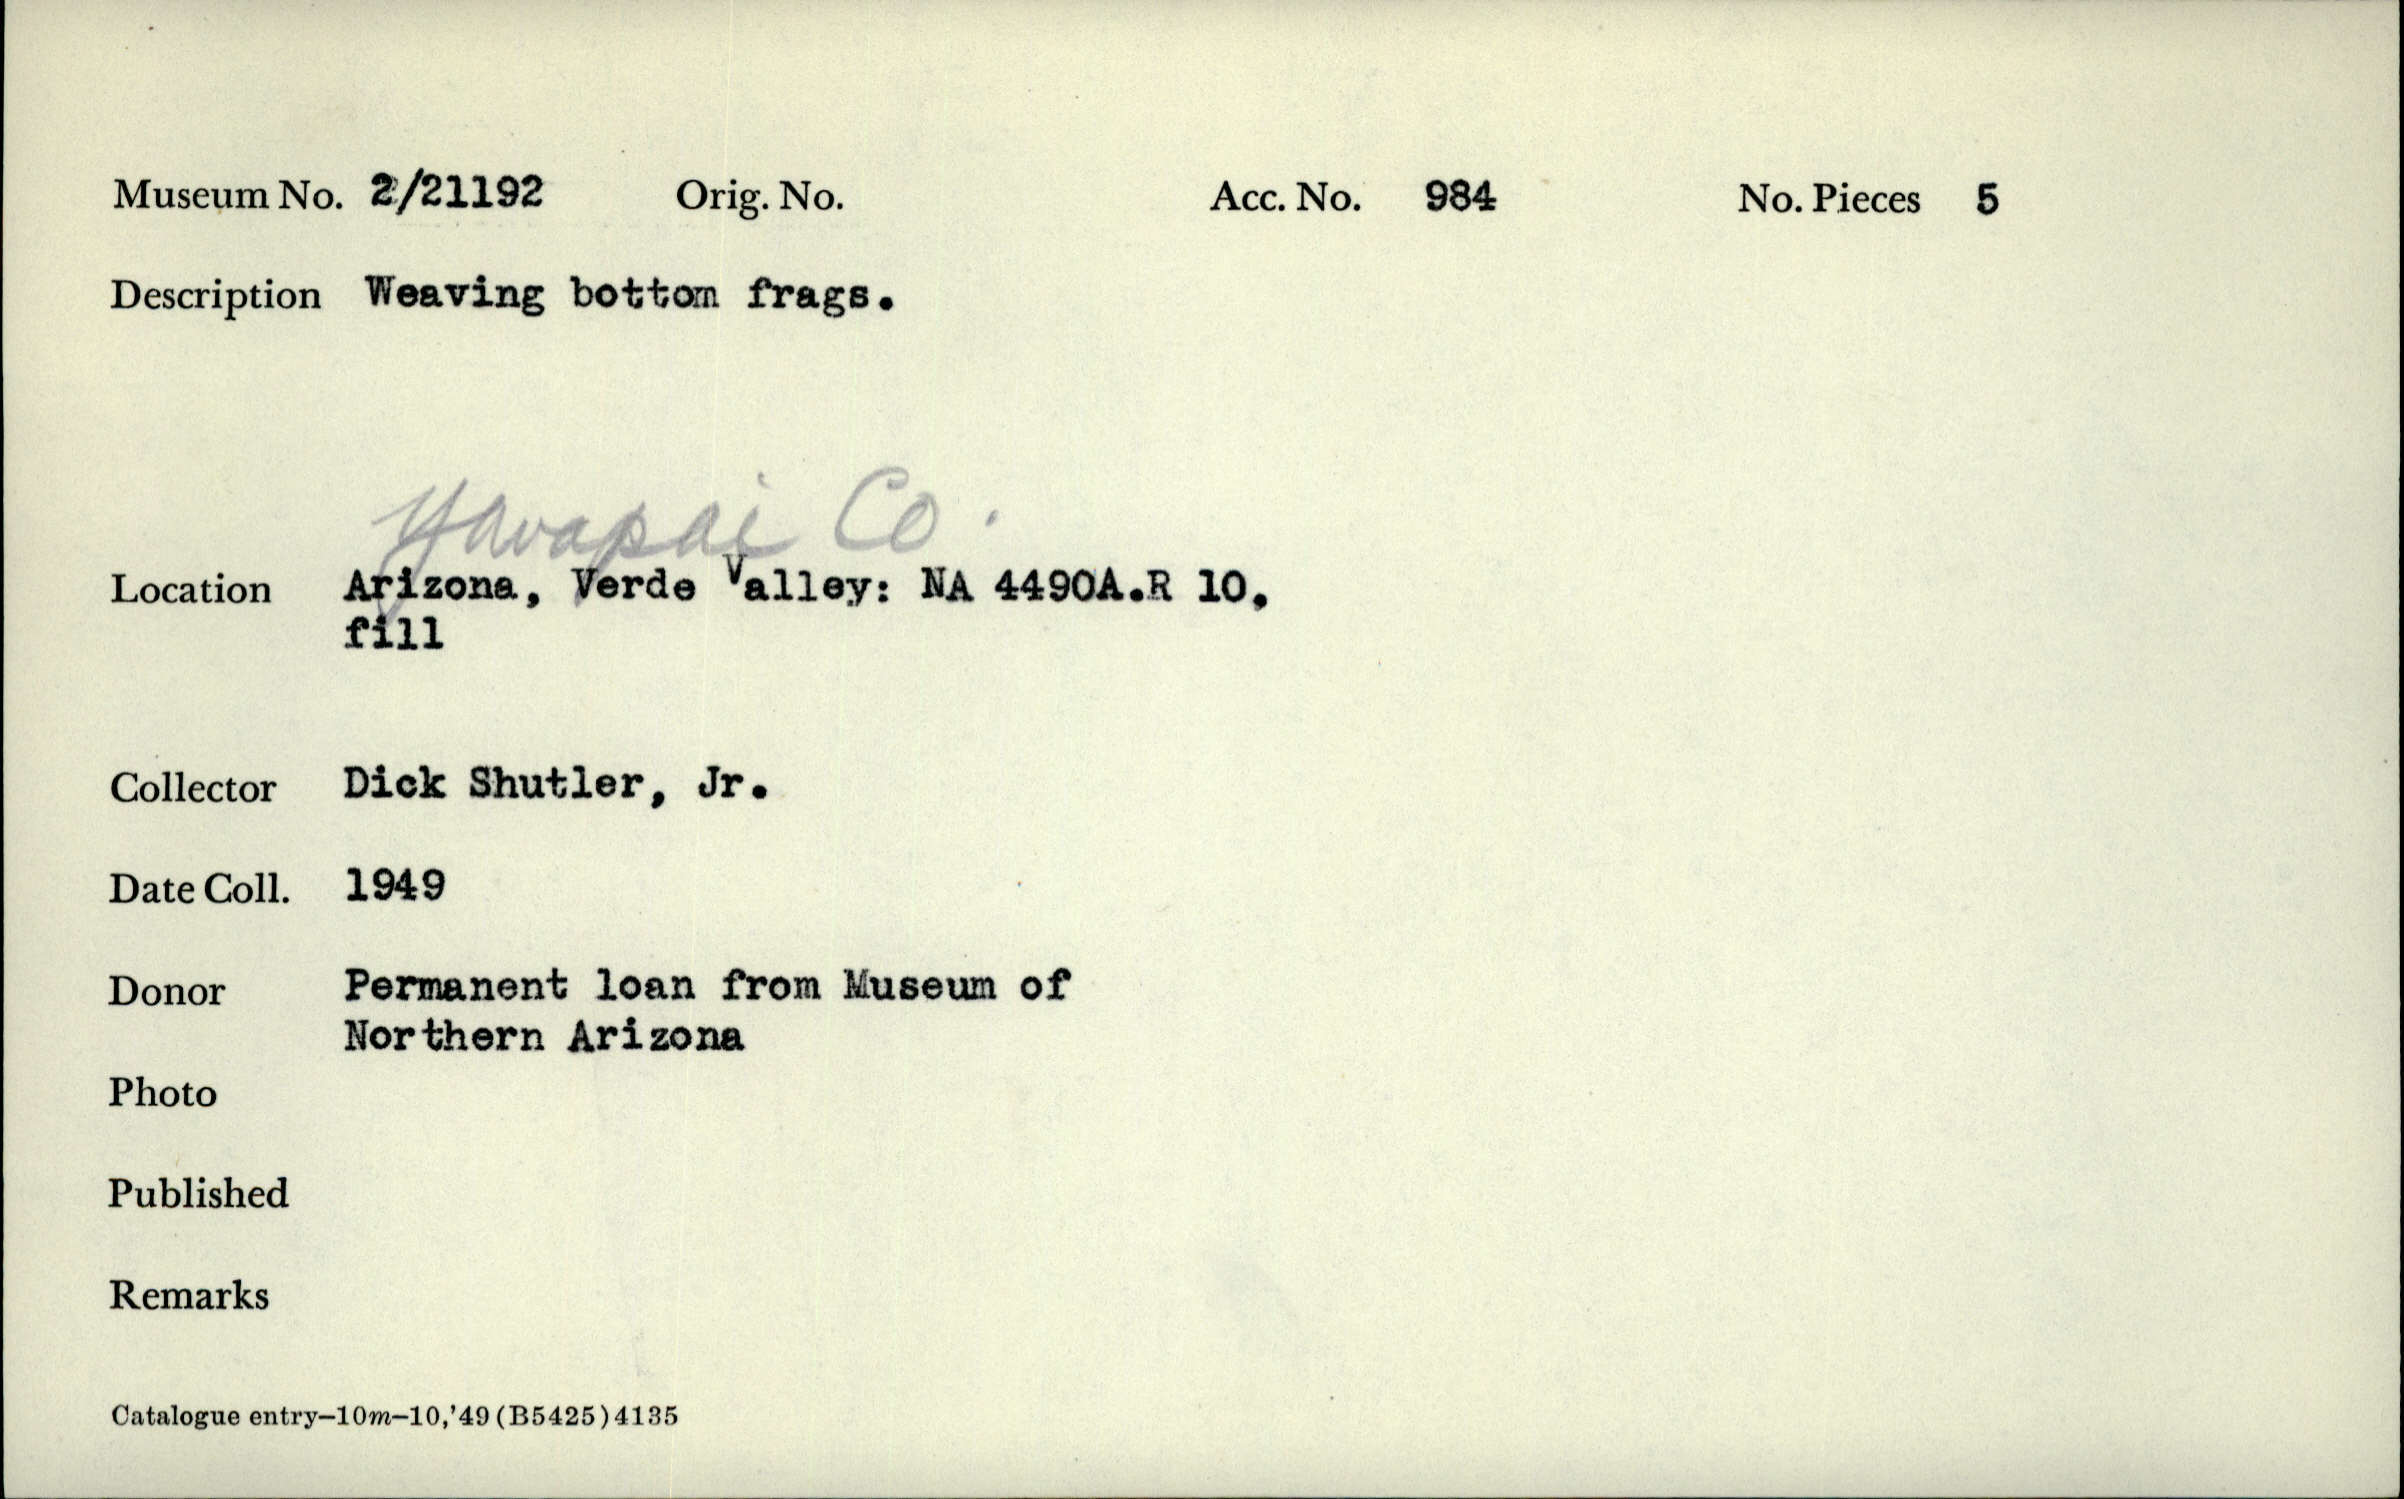 Museum No. 2/21192 Orig. No. Acc. No. 984 No. Pieces 5
Description Weaving bottom frags.
Yavapai Co.
Location Arizona, Verde Valley: NA 4490A.R 10.
fill
Collector Dick Shutler, Jr.
Date Coll. 1949
Donor Permanent loan from Museum of
Northern Arizona
Photo
Published
Remarks
Catalogue entry—10m—10,'49 (B5425)4135